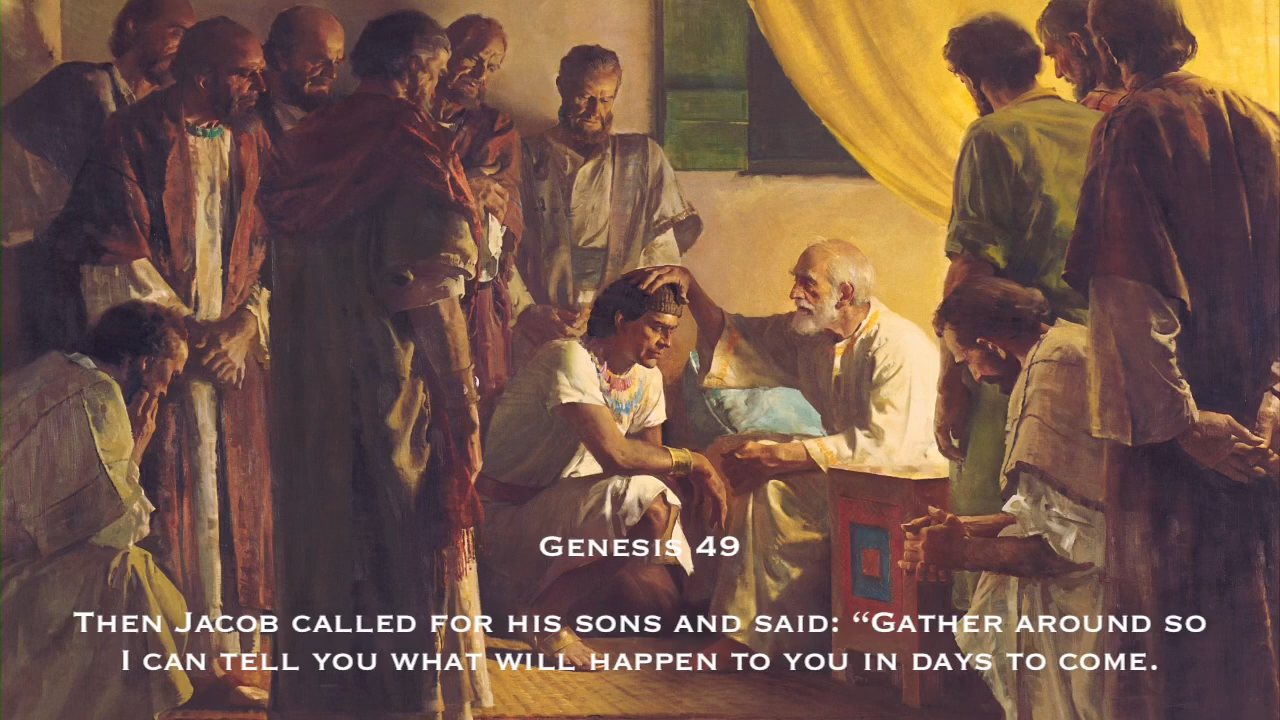 Genesis 49
Then Jacob called for his sons and said: “Gather around so
I can tell you what will happen to you in days to come.